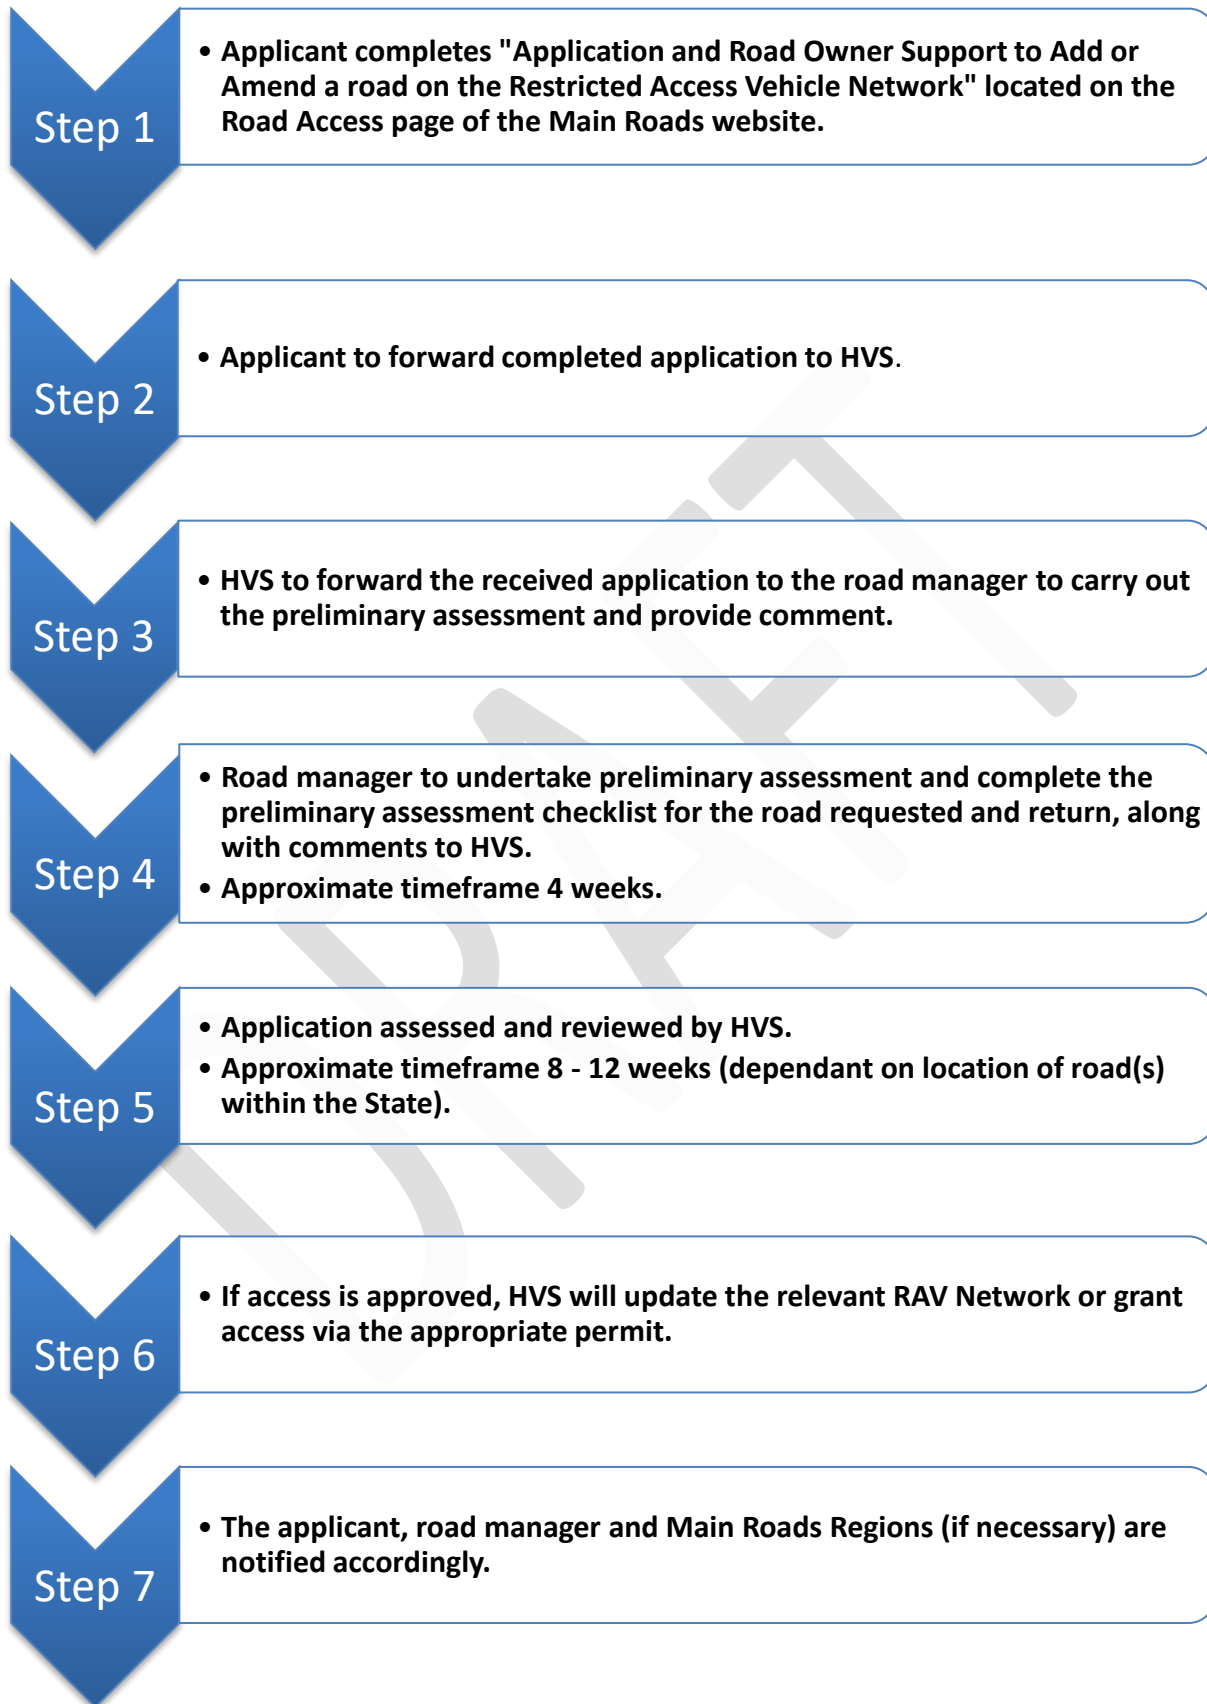 Step 1
• Applicant completes "Application and Road Owner Support to Add or
Amend a road on the Restricted Access Vehicle Network" located on the
Road Access page of the Main Roads website.
Step 2
• Applicant to forward completed application to HVS.
Step 3
• HVS to forward the received application to the road manager to carry out
the preliminary assessment and provide comment.
Step 4
• Road manager to undertake preliminary assessment and complete the
preliminary assessment checklist for the road requested and return, along
with comments to HVS.
• Approximate timeframe 4 weeks.
Step 5
• Application assessed and reviewed by HVS.
• Approximate timeframe 8 - 12 weeks (dependant on location of road(s)
within the State).
Step 6
• If access is approved, HVS will update the relevant RAV Network or grant
access via the appropriate permit.
Step 7
• The applicant, road manager and Main Roads Regions (if necessary) are
notified accordingly.
DRAFT